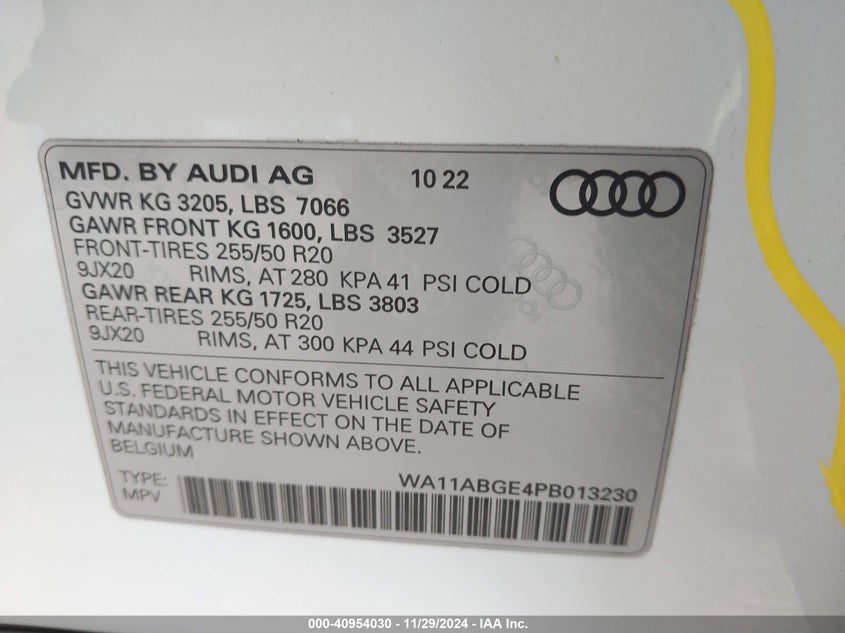 MFD. BY AUDI AG 10 22
GVWR KG 3205, LBS 7066
GAWR FRONT KG 1600, LBS 3527
FRONT-TIRES 255/50 R20
9JX20 RIMS, AT 280 KPA 41 PSI COLD
GAWR REAR KG 1725, LBS 3803
REAR-TIRES 255/50 R20
9JX20 RIMS, AT 300 KPA 44 PSI COLD
THIS VEHICLE CONFORMS TO ALL APPLICABLE
U.S. FEDERAL MOTOR VEHICLE SAFETY
STANDARDS IN EFFECT ON THE DATE OF
MANUFACTURE SHOWN ABOVE.
BELGIUM
TYPE: WA11ABGE4PB013230
MPV
000-40954030 - 11/29/2024 - IAA Inc.